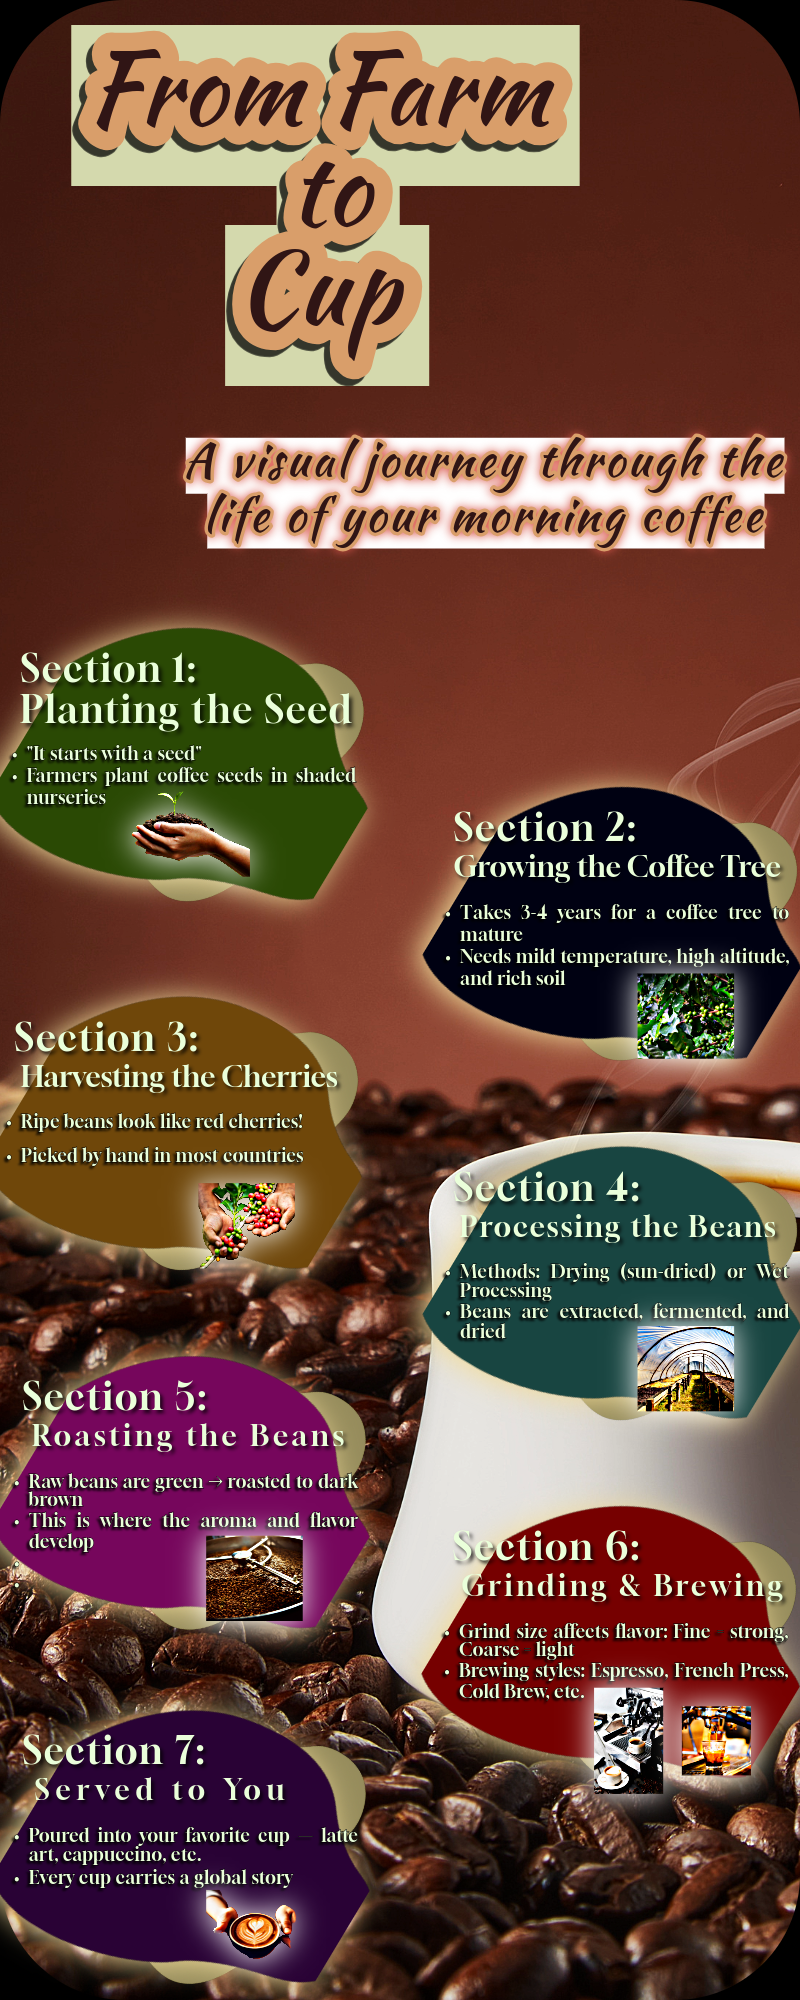 From Farm
to
Cup
A visual journey through the
life of your morning coffee
Section 1:
Planting the Seed
• "It starts with a seed"
• Farmers plant coffee seeds in shaded
nurseries
Section 2:
Growing the Coffee Tree
• Takes 3-4 years for a coffee tree to
mature
• Needs mild temperature, high altitude,
and rich soil
Section 3:
Harvesting the Cherries
• Ripe beans look like red cherries!
• Picked by hand in most countries
Section 4:
Processing the Beans
• Methods: Drying (sun-dried) or Wet
Processing
• Beans are extracted, fermented, and
dried
Section 5:
Roasting the Beans
• Raw beans are green → roasted to dark
brown
• This is where the aroma and flavor
develop
Section 6:
Grinding & Brewing
• Grind size affects flavor: Fine = strong,
Coarse = light
• Brewing styles: Espresso, French Press,
Cold Brew, etc.
Section 7:
Served to You
• Poured into your favorite cup — latte
art, cappuccino, etc.
• Every cup carries a global story